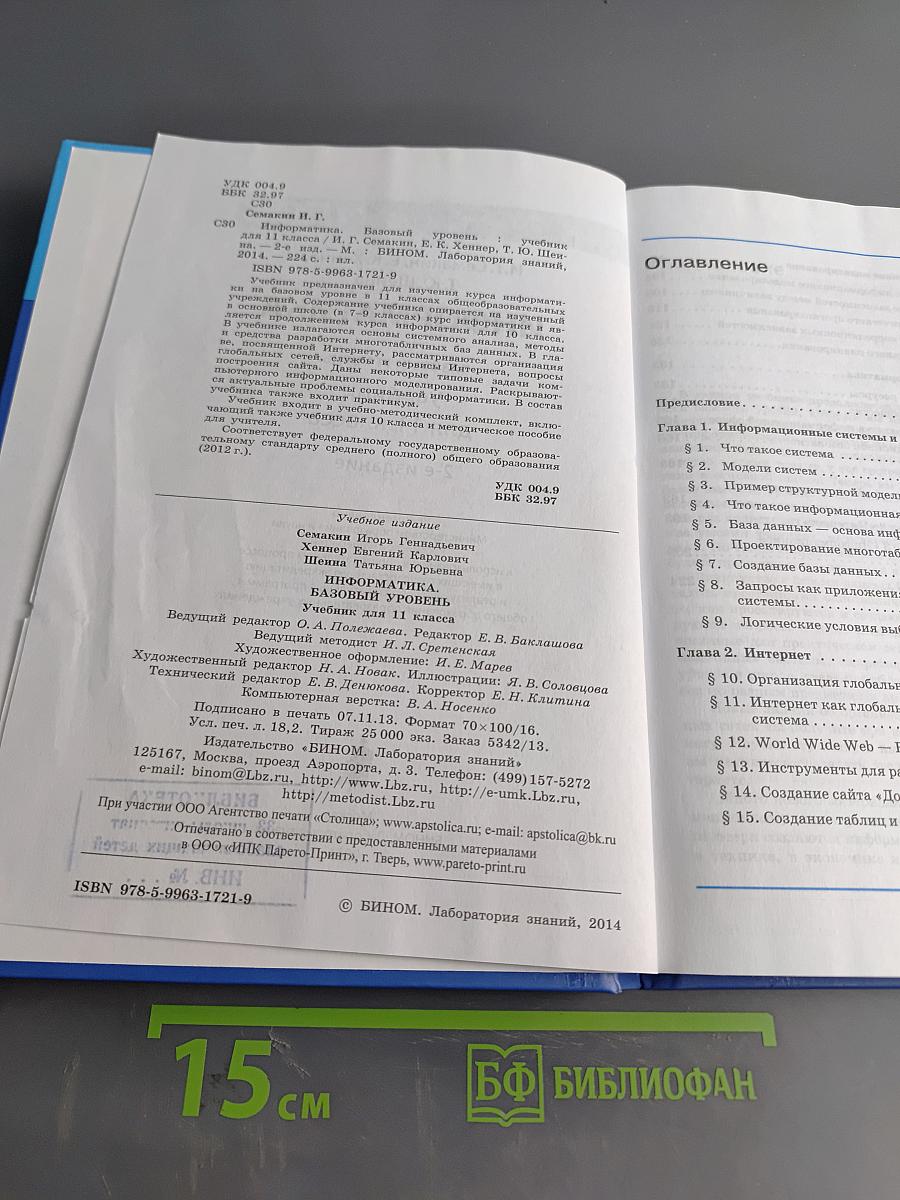 УДК 004.9
ББК 32.97
С30
Семакин И. Г.
С30 Информатика. Базовый уровень : учебник
для 11 класса / И. Г. Семакин, Е. К. Хеннер, Т. Ю. Шеи-
на. — 2-е изд. — М. : БИНОМ. Лаборатория знаний,
2014. — 224 с. : ил.
ISBN 978-5-9963-1721-9
Учебник предназначен для изучения курса информати-
ки на базовом уровне в 11 классах общеобразовательных
учреждений. Содержание учебника опирается на изученный
в основной школе (в 7–9 классах) курс информатики и яв-
ляется продолжением курса информатики для 10 класса.
В учебнике излагаются основы системного анализа, методы
и средства разработки многотабличных баз данных. В гла-
ве, посвященной Интернету, рассматриваются организация
глобальных сетей, службы и сервисы Интернета, вопросы
построения сайта. Даны некоторые типовые задачи ком-
пьютерного информационного моделирования. Раскрывают-
ся актуальные проблемы социальной информатики. В состав
учебника также входит практикум.
Учебник входит в учебно-методический комплект, вклю-
чающий также учебник для 10 класса и методическое пособие
для учителя.
Соответствует федеральному государственному образова-
тельному стандарту среднего (полного) общего образования
(2012 г.).
УДК 004.9
ББК 32.97
Учебное издание
Семакин Игорь Геннадьевич
Хеннер Евгений Карлович
Шеина Татьяна Юрьевна
ИНФОРМАТИКА.
БАЗОВЫЙ УРОВЕНЬ
Учебник для 11 класса
Ведущий редактор О. А. Полежаева. Редактор Е. В. Баклашова
Ведущий методист И. Л. Сретенская
Художественное оформление: И. Е. Марев
Художественный редактор Н. А. Новак. Иллюстрации: Я. В. Соловцова
Технический редактор Е. В. Денюкова. Корректор Е. Н. Клитина
Компьютерная верстка: В. А. Носенко
Подписано в печать 07.11.13. Формат 70×100/16.
Усл. печ. л. 18,2. Тираж 25 000 экз. Заказ 5342/13.
Издательство «БИНОМ. Лаборатория знаний»
125167, Москва, проезд Аэропорта, д. 3. Телефон: (499) 157-5272
e-mail: binom@Lbz.ru, http://www.Lbz.ru, http://e-umk.Lbz.ru,
http://metodist.Lbz.ru
При участии ООО Агентство печати «Столица»; www.apstolica.ru; e-mail: apstolica@bk.ru
Отпечатано в соответствии с предоставленными материалами
в ООО «ИПК Парето-Принт», г. Тверь, www.pareto-print.ru
ISBN 978-5-9963-1721-9
© БИНОМ. Лаборатория знаний, 2014
Оглавление
Предисловие
Глава 1. Информационные системы и
§ 1. Что такое система
§ 2. Модели систем
§ 3. Пример структурной модел
§ 4. Что такое информационная
§ 5. База данных — основа инф
§ 6. Проектирование многотаб
§ 7. Создание базы данных
§ 8. Запросы как приложени
системы
§ 9. Логические условия выб
Глава 2. Интернет
§ 10. Организация глобальн
§ 11. Интернет как глобаль
система
§ 12. World Wide Web —
§ 13. Инструменты для ра
§ 14. Создание сайта «До
§ 15. Создание таблиц и
15 см
БФ БИБЛИОФАН